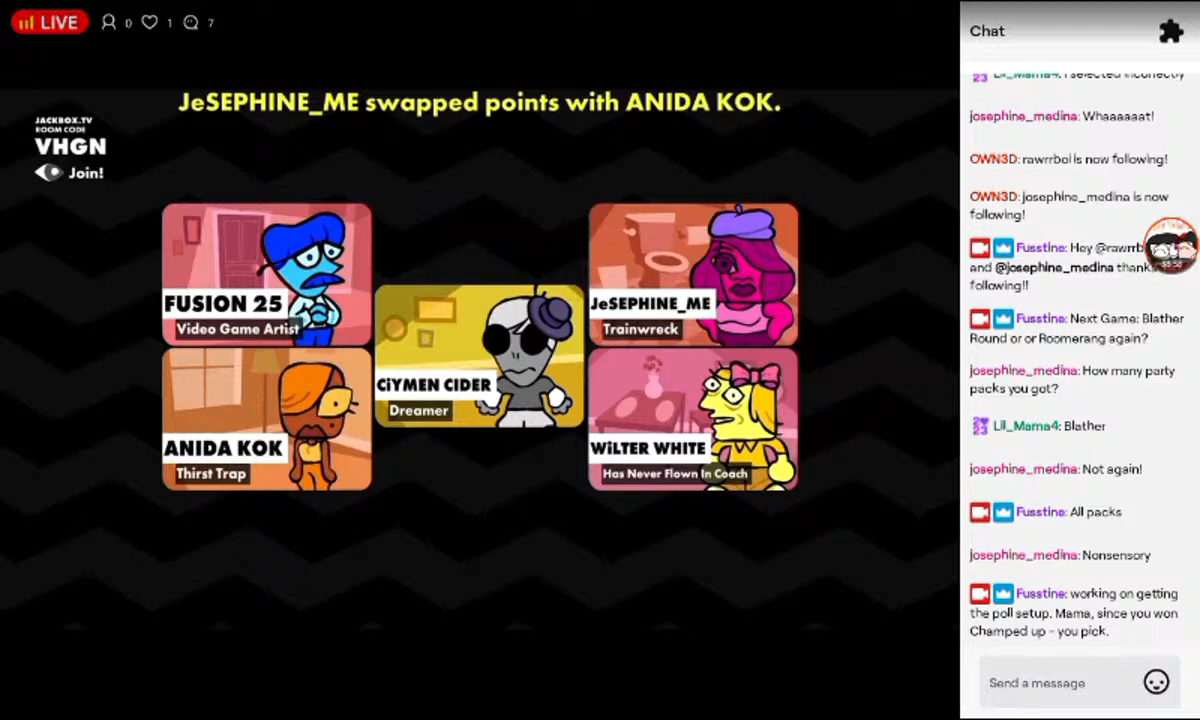 LIVE 0 1 7
JeSEPHINE_ME swapped points with ANIDA KOK.
JACKBOX.TV
ROOM CODE
VHGN
Join!
FUSION 25
Video Game Artist
ANIDA KOK
Thirst Trap
CiYMEN CIDER
Dreamer
JeSEPHINE_ME
Trainwreck
WiLTER WHITE
Has Never Flown In Coach
Chat
Lil_Mama4: I selected incorrectly
josephine_medina: Whaaaaaat!
OWN3D: rawrrboi is now following!
OWN3D: josephine_medina is now
following!
Fusstine: Hey
and @josephine_medina
following!!
Fusstine: Next Game: Blather
Round or or Roomerang again?
josephine_medina: How many party
packs you got?
Lil_Mama4: Blather
josephine_medina: Not again!
Fusstine: All packs
josephine_medina: Nonsensory
Fusstine: working on getting
the poll setup. Mama, since you won
Champed up - you pick.
Send a message